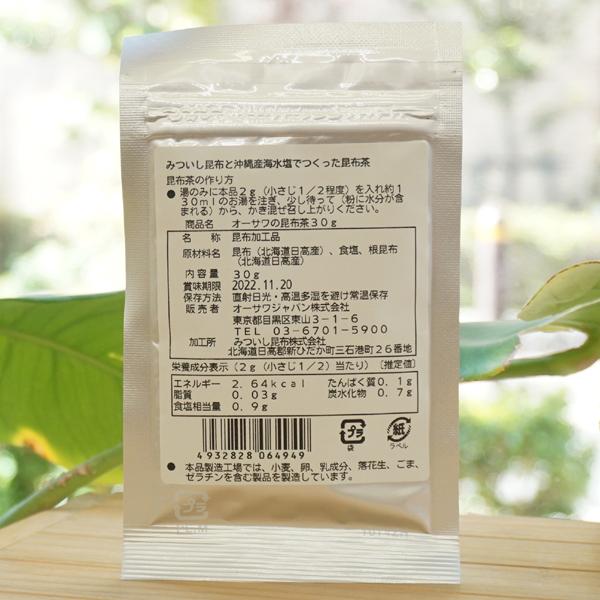 みついし昆布と沖縄産海水塩でつくった昆布茶
昆布茶の作り方
●湯のみに本品2g（小さじ1／2程度）を入れ約1
30mlのお湯を注ぎ、少し待って（粉に水分が含
まれる）から、かき混ぜ召し上がりください。
商品名 オーサワの昆布茶30g
名 称 昆布加工品
原材料名 昆布（北海道日高産）、食塩、根昆布
（北海道日高産）
内容量 30g
賞味期限 2022.11.20
保存方法 直射日光・高温多湿を避け常温保存
販売者 オーサワジャパン株式会社
東京都目黒区東山3－1－6
TEL 03－6701－5900
加工所 みついし昆布株式会社
北海道日高郡新ひだか町三石港町26番地
栄養成分表示（2g（小さじ1／2）当たり）［推定値］
エネルギー 2.64kcal たんぱく質0.1g
脂質 0.03g 炭水化物 0.7g
食塩相当量 0.9g
4932828 064949
プラ
袋
紙
ラベル
●本品製造工場では、小麦、卵、乳成分、落花生、ごま、
ゼラチンを含む製品を製造しています。
プラ
PE,M